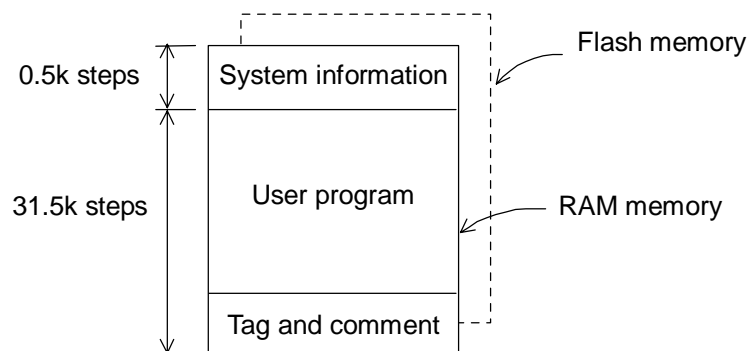 Flash memory
0.5k steps
System information
31.5k steps
User program
RAM memory
Tag and comment